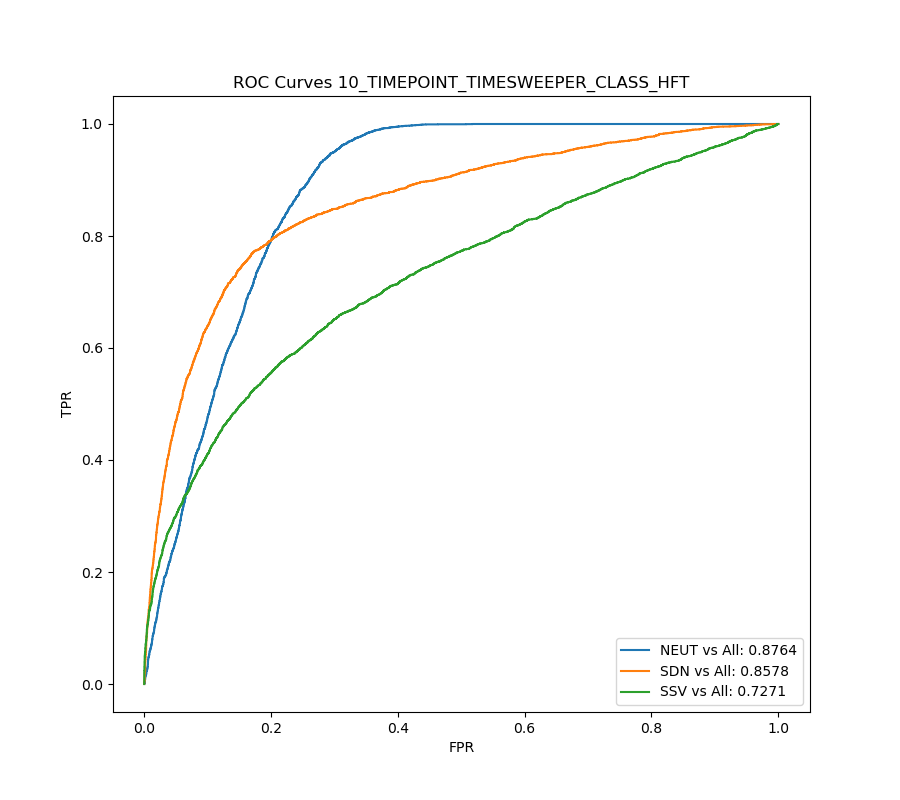 ROC Curves 10_TIMEPOINT_TIMESWEEPER_CLASS_HFT
TPR
1.0
0.8
0.6
0.4
0.2
0.0
NEUT vs All: 0.8764
SDN vs All: 0.8578
SSV vs All: 0.7271
0.0 0.2 0.4 0.6 0.8 1.0
FPR